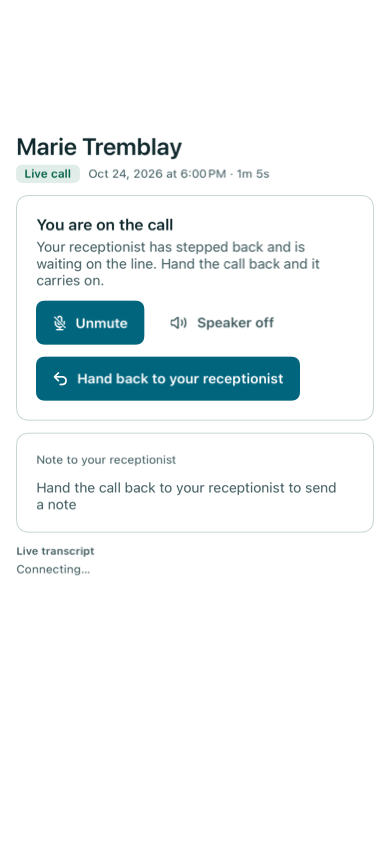 Marie Tremblay
Live call Oct 24, 2026 at 6:00 PM · 1m 5s
You are on the call
Your receptionist has stepped back and is
waiting on the line. Hand the call back and it
carries on.
Unmute Speaker off
Hand back to your receptionist
Note to your receptionist
Hand the call back to your receptionist to send
a note
Live transcript
Connecting...